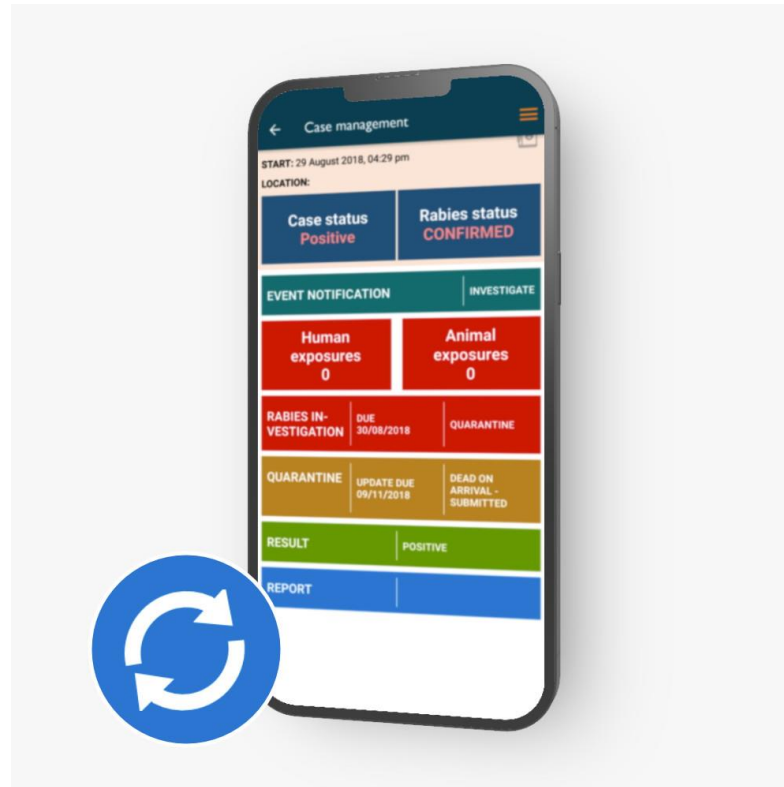 Case management
START: 29 August 2018, 04:29 pm
LOCATION:
Case status
Positive
Rabies status
CONFIRMED
EVENT NOTIFICATION
INVESTIGATE
Human
exposures
0
Animal
exposures
0
RABIES IN-
VESTIGATION
DUE
30/08/2018
QUARANTINE
QUARANTINE
UPDATE DUE
09/11/2018
DEAD ON
ARRIVAL -
SUBMITTED
RESULT
POSITIVE
REPORT